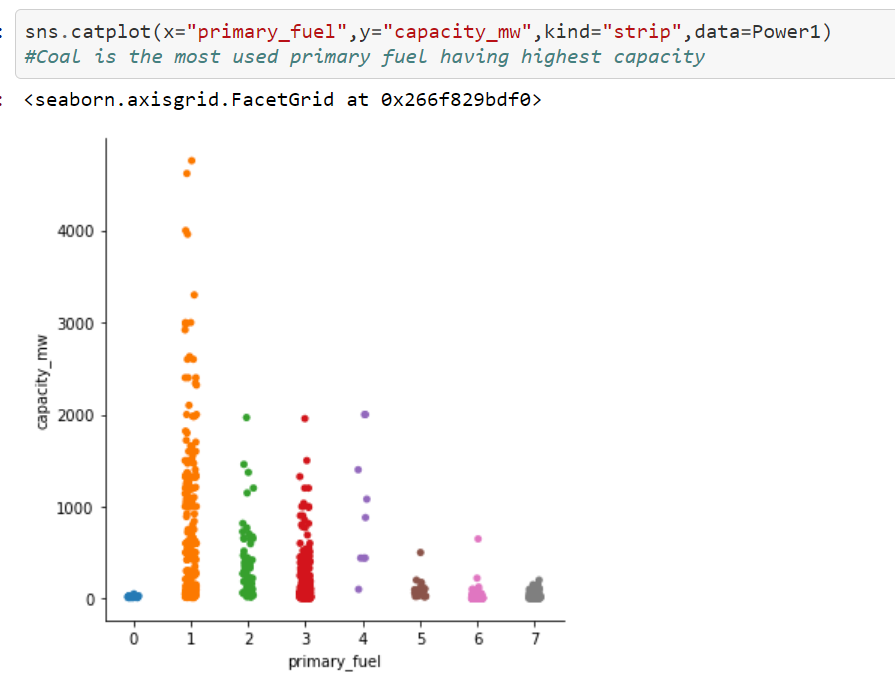 : sns.catplot(x="primary_fuel",y="capacity_mw",kind="strip",data=Power1)
#Coal is the most used primary fuel having highest capacity
: <seaborn.axisgrid.FacetGrid at 0x266f829bdf0>
4000
3000
2000
1000
0
capacity_mw
0 1 2 3 4 5 6 7
primary_fuel